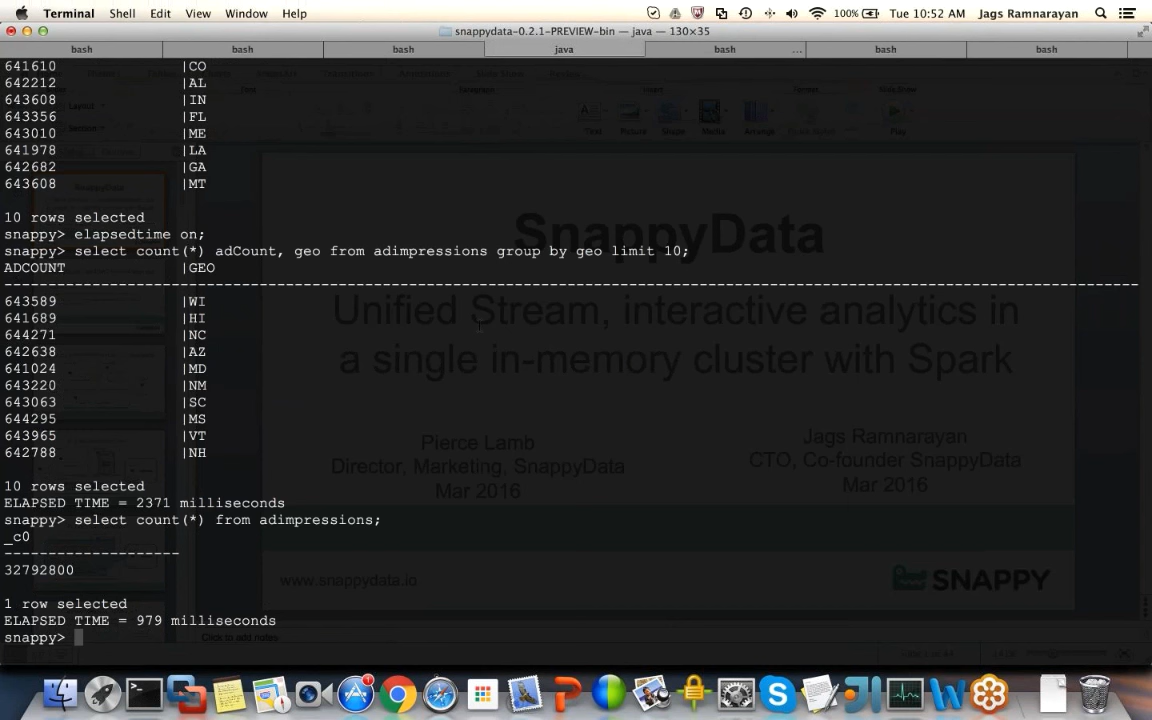 Terminal Shell Edit View Window Help 100% Tue 10:52 AM Jags Ramnarayan
snappydata-0.2.1-PREVIEW-bin — java — 130×35
bash bash bash java bash ... bash bash
641610 |CO
642212 |AL
643608 |IN
643356 |FL
643010 |ME
641978 |LA
642682 |GA
643608 |MT
10 rows selected
snappy> elapsedtime on;
snappy> select count(*) adCount, geo from adimpressions group by geo limit 10;
ADCOUNT |GEO
643589 |WI
641689 |HI
644271 |NC
642638 |AZ
641024 |MD
643220 |NM
643063 |SC
644295 |MS
643965 |VT
642788 |NH
10 rows selected
ELAPSED TIME = 2371 milliseconds
snappy> select count(*) from adimpressions;
_c0
32792800
1 row selected
ELAPSED TIME = 979 milliseconds
snappy>
SnappyData
Unified Stream, interactive analytics in
a single in-memory cluster with Spark
Pierce Lamb
Director, Marketing, SnappyData
Mar 2016
Jags Ramnarayan
CTO, Co-founder SnappyData
Mar 2016
www.snappydata.io
SNAPPY
Click to add notes